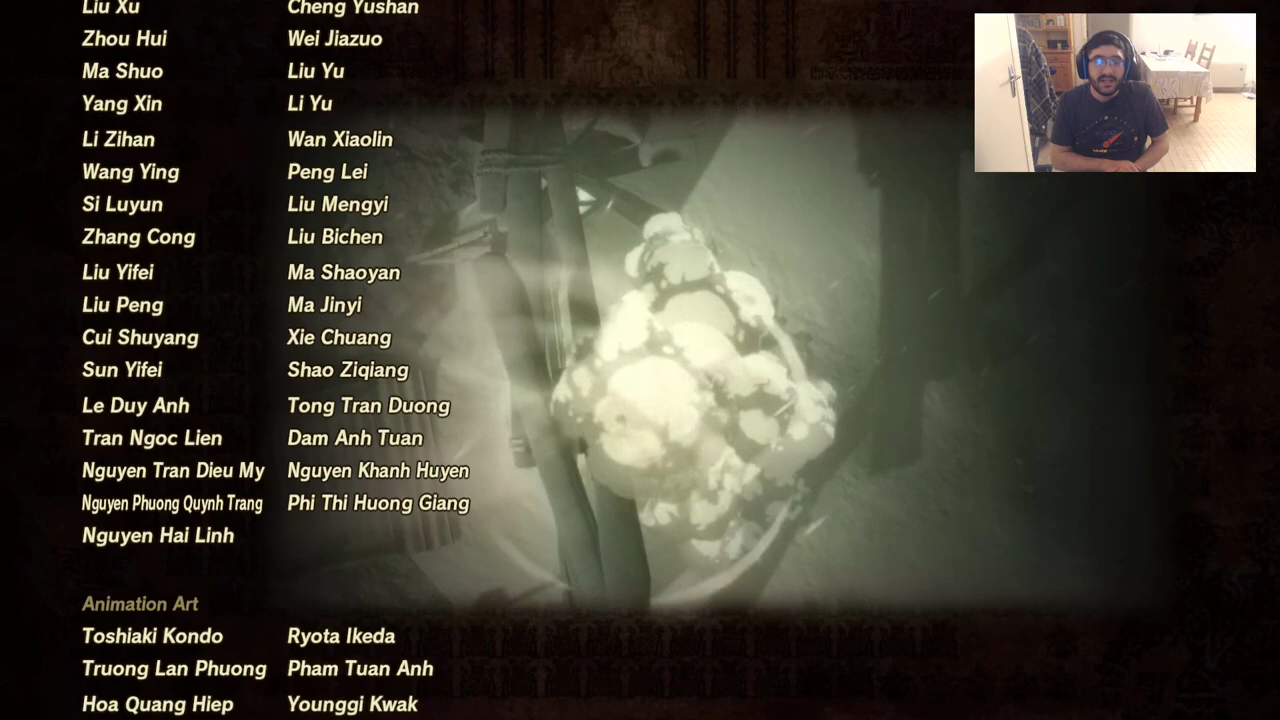 Liu Xu Cheng Yushan
Zhou Hui Wei Jiazuo
Ma Shuo Liu Yu
Yang Xin Li Yu
Li Zihan Wan Xiaolin
Wang Ying Peng Lei
Si Luyun Liu Mengyi
Zhang Cong Liu Bichen
Liu Yifei Ma Shaoyan
Liu Peng Ma Jinyi
Cui Shuyang Xie Chuang
Sun Yifei Shao Ziqiang
Le Duy Anh Tong Tran Duong
Tran Ngoc Lien Dam Anh Tuan
Nguyen Tran Dieu My Nguyen Khanh Huyen
Nguyen Phuong Quynh Trang Phi Thi Huong Giang
Nguyen Hai Linh
Animation Art
Toshiaki Kondo Ryota Ikeda
Truong Lan Phuong Pham Tuan Anh
Hoa Quang Hiep Younggi Kwak